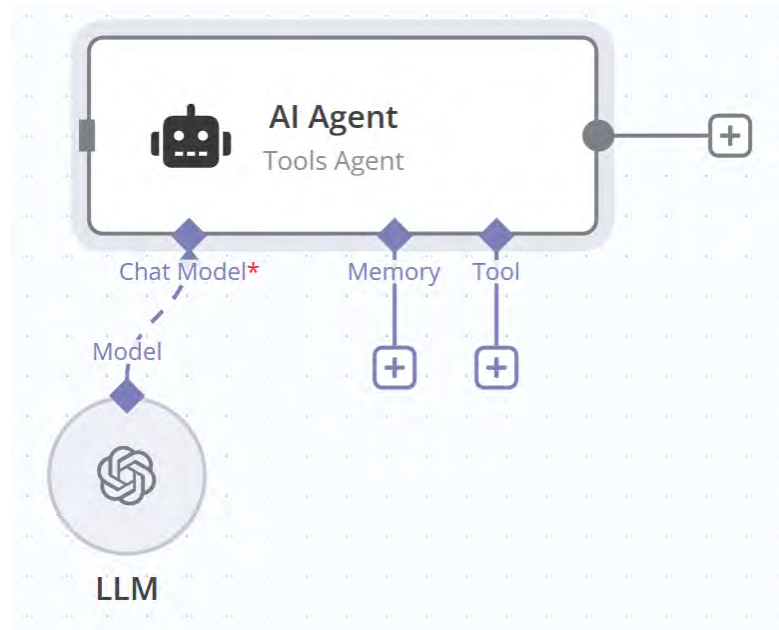 AI Agent
Tools Agent
Chat Model*
Memory
Tool
Model
LLM